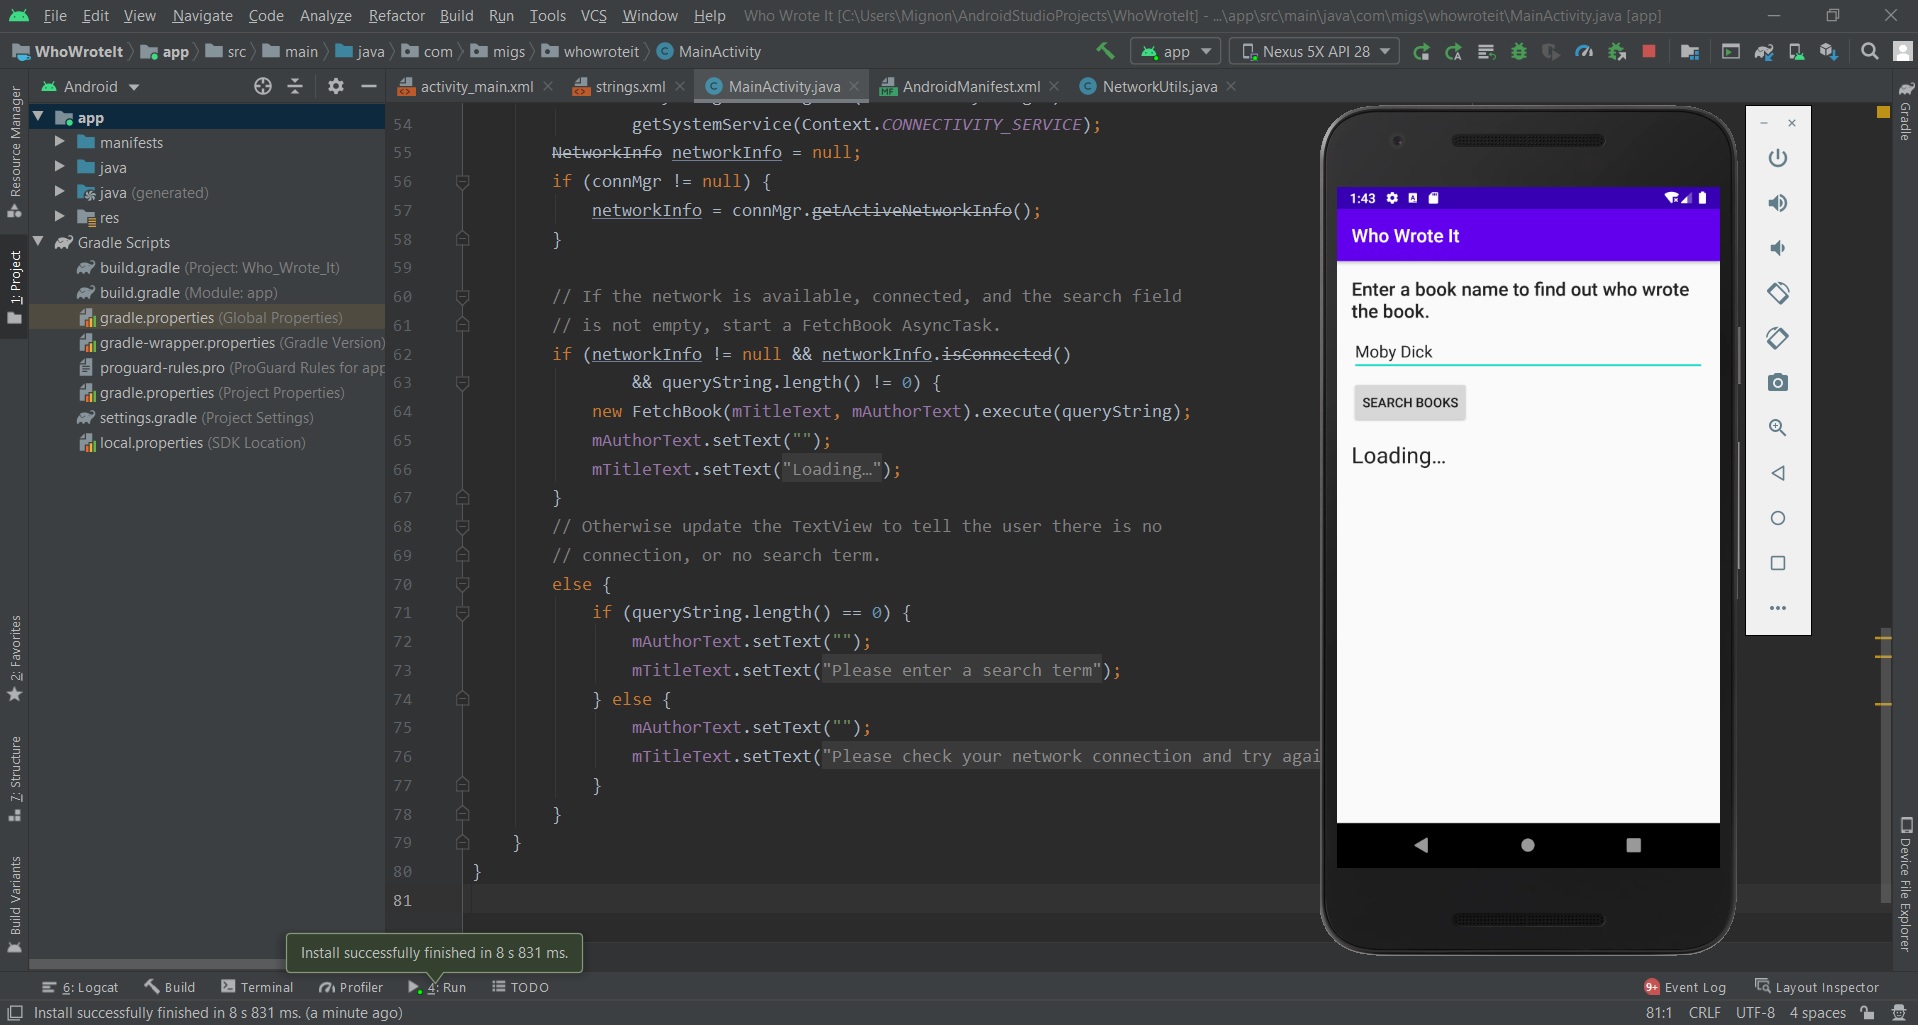 File Edit View Navigate Code Analyze Refactor Build Run Tools VCS Window Help Who Wrote It [C:\Users\Mignon\AndroidStudioProjects\WhoWroteIt] - ...\app\src\main\java\com\migs\whowroteit\MainActivity.java [app]
WhoWroteIt app src main java com migs whowroteit MainActivity app Nexus 5X API 28
Android
activity_main.xml strings.xml MainActivity.java AndroidManifest.xml NetworkUtils.java
Resource Manager
1: Project
2: Favorites
7: Structure
Build Variants
app
manifests
java
java (generated)
res
Gradle Scripts
build.gradle (Project: Who_Wrote_It)
build.gradle (Module: app)
gradle.properties (Global Properties)
gradle-wrapper.properties (Gradle Version)
proguard-rules.pro (ProGuard Rules for app
gradle.properties (Project Properties)
settings.gradle (Project Settings)
local.properties (SDK Location)
54 getSystemService(Context.CONNECTIVITY_SERVICE);
55 NetworkInfo networkInfo = null;
56 if (connMgr != null) {
57 networkInfo = connMgr.getActiveNetworkInfo();
58 }
59
60 // If the network is available, connected, and the search field
61 // is not empty, start a FetchBook AsyncTask.
62 if (networkInfo != null && networkInfo.isConnected()
63 && queryString.length() != 0) {
64 new FetchBook(mTitleText, mAuthorText).execute(queryString);
65 mAuthorText.setText("");
66 mTitleText.setText("Loading…");
67 }
68 // Otherwise update the TextView to tell the user there is no
69 // connection, or no search term.
70 else {
71 if (queryString.length() == 0) {
72 mAuthorText.setText("");
73 mTitleText.setText("Please enter a search term");
74 } else {
75 mAuthorText.setText("");
76 mTitleText.setText("Please check your network connection and try agai
77 }
78 }
79 }
80 }
81
1:43
Who Wrote It
Enter a book name to find out who wrote
the book.
Moby Dick
SEARCH BOOKS
Loading…
Gradle
Device File Explorer
Install successfully finished in 8 s 831 ms.
6: Logcat Build Terminal Profiler 4: Run TODO 9+ Event Log Layout Inspector
Install successfully finished in 8 s 831 ms. (a minute ago) 81:1 CRLF UTF-8 4 spaces